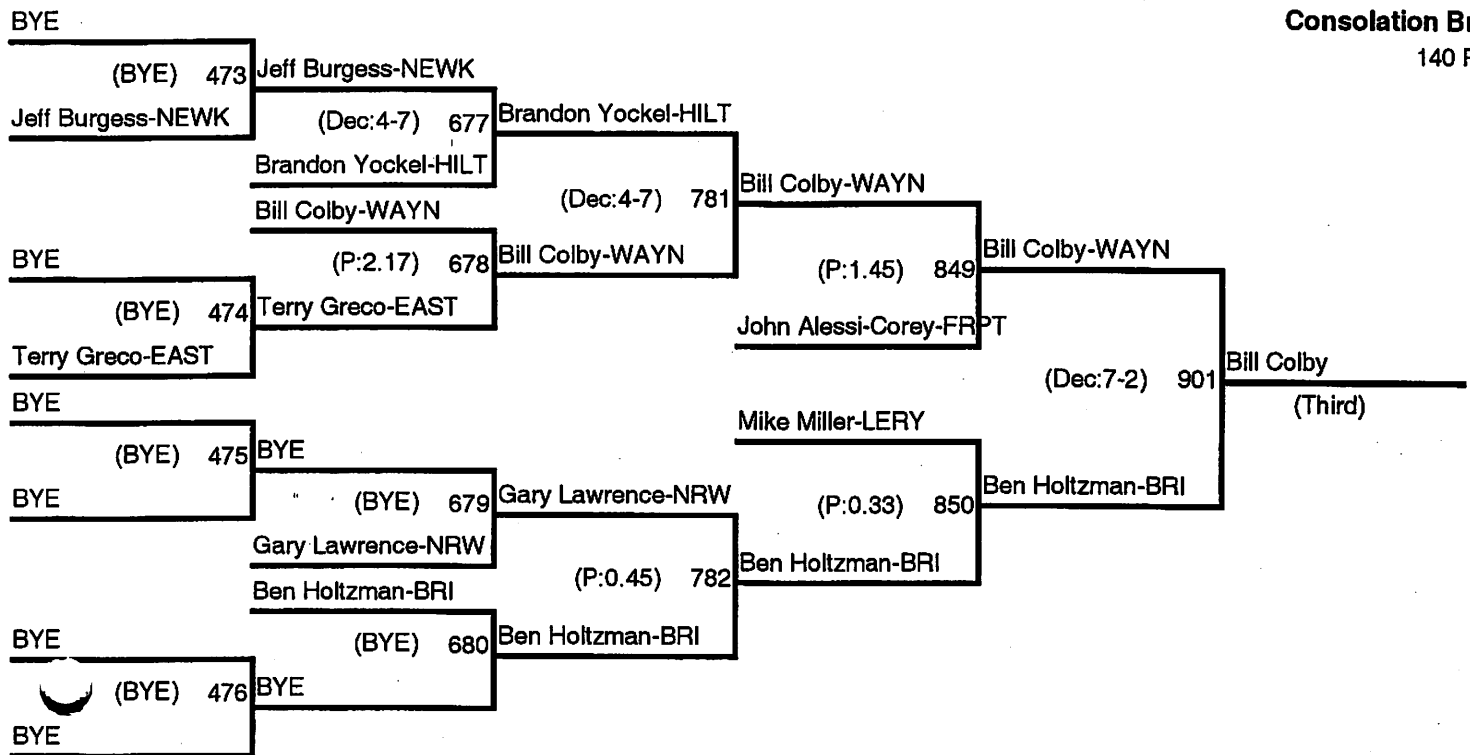 BYE
Consolation Br
140 P
(BYE) 473
Jeff Burgess-NEWK
Jeff Burgess-NEWK
(Dec:4-7) 677
Brandon Yockel-HILT
Brandon Yockel-HILT
(Dec:4-7) 781
Bill Colby-WAYN
Bill Colby-WAYN
BYE
(P:2.17) 678
Bill Colby-WAYN
(P:1.45) 849
Bill Colby-WAYN
(BYE) 474
Terry Greco-EAST
John Alessi-Corey-FRPT
Terry Greco-EAST
(Dec:7-2) 901
Bill Colby
(Third)
BYE
Mike Miller-LERY
(BYE) 475
BYE
BYE
(BYE) 679
Gary Lawrence-NRW
(P:0.33) 850
Ben Holtzman-BRI
Gary Lawrence-NRW
(P:0.45) 782
Ben Holtzman-BRI
Ben Holtzman-BRI
BYE
(BYE) 680
Ben Holtzman-BRI
(BYE) 476
BYE
BYE